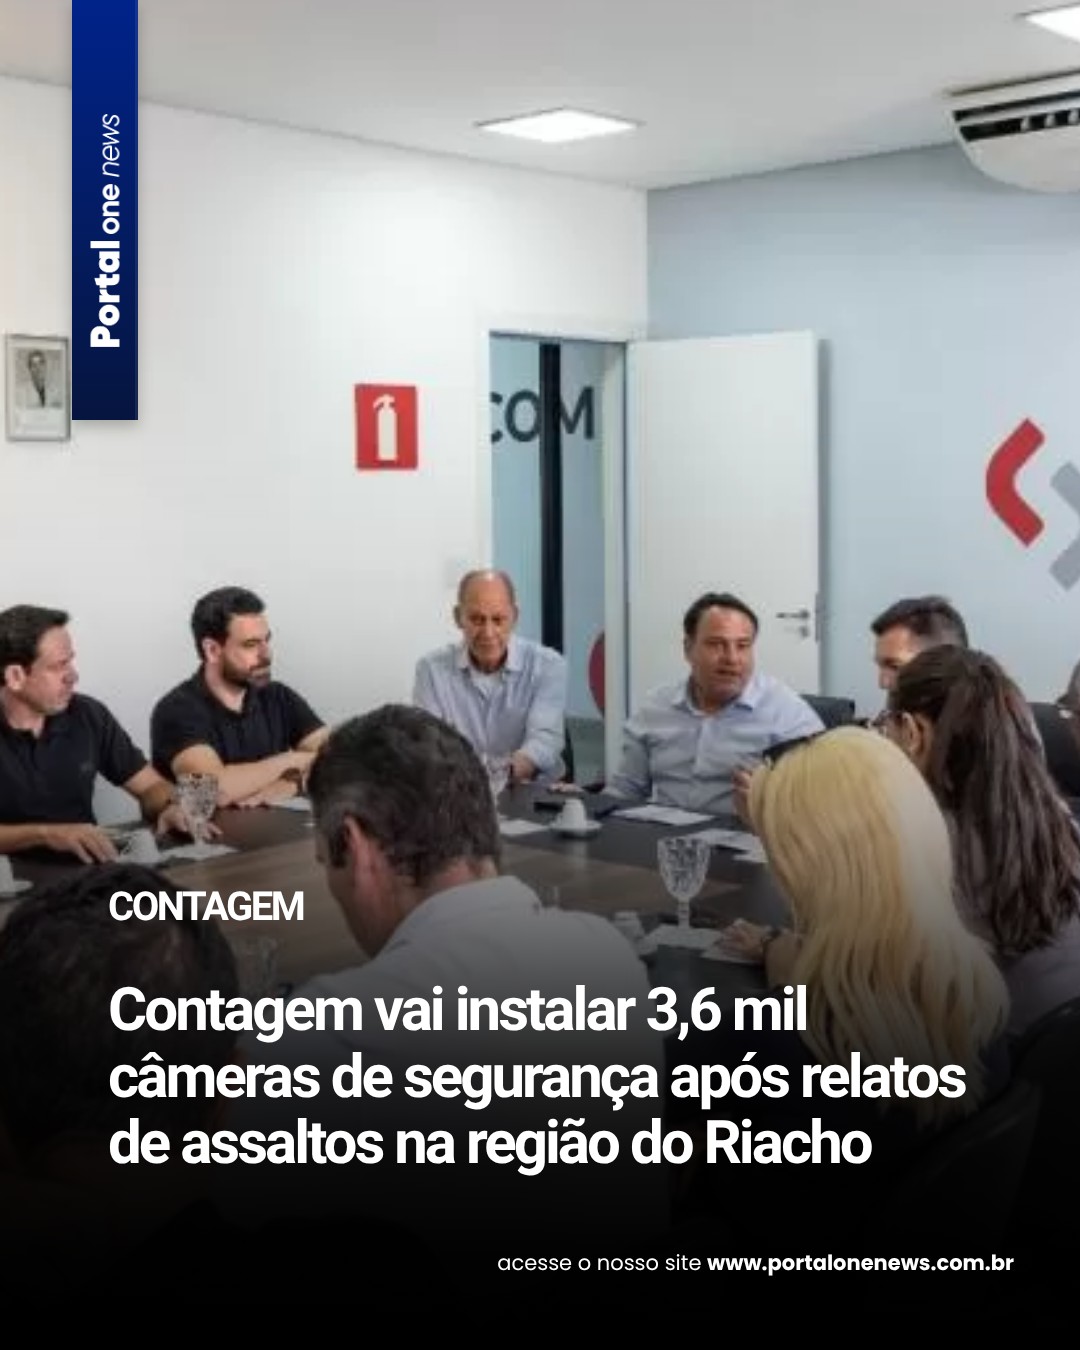 Portal one news
COM
CONTAGEM
Contagem vai instalar 3,6 mil
câmeras de segurança após relatos
de assaltos na região do Riacho
acesse o nosso site www.portalonenews.com.br